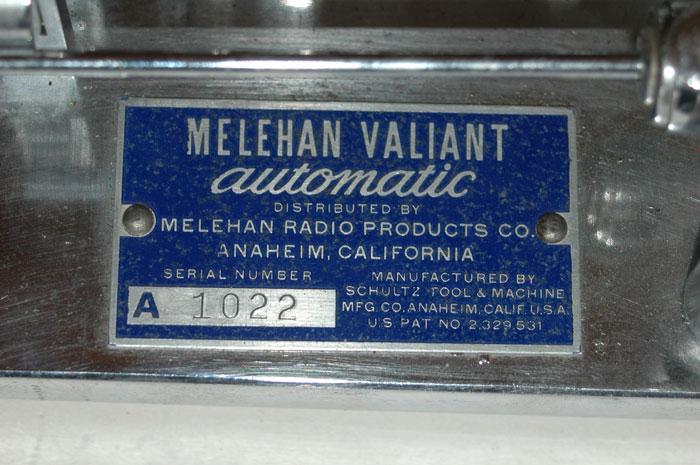 MELEHAN VALIANT
automatic
DISTRIBUTED BY
MELEHAN RADIO PRODUCTS CO.
ANAHEIM, CALIFORNIA
SERIAL NUMBER
A 1022
MANUFACTURED BY
SCHULTZ TOOL & MACHINE
MFG. CO. ANAHEIM, CALIF. U.S.A.
U.S. PAT NO 2,329,531